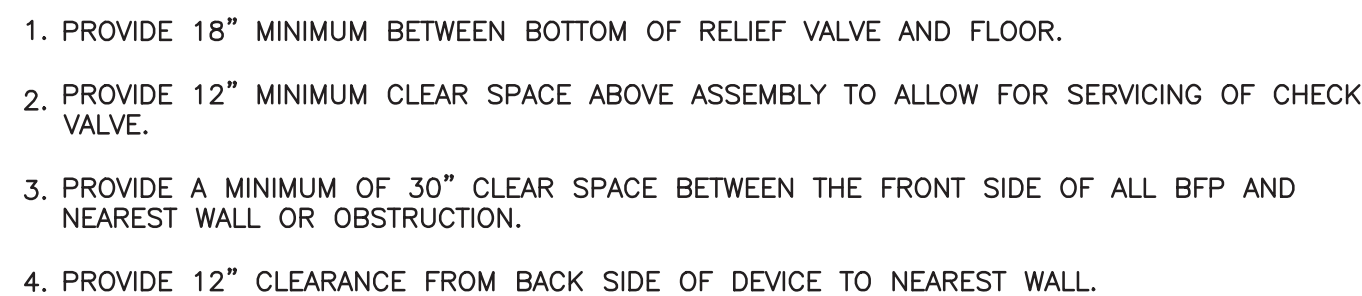 1. PROVIDE 18” MINIMUM BETWEEN BOTTOM OF RELIEF VALVE AND FLOOR.
2. PROVIDE 12” MINIMUM CLEAR SPACE ABOVE ASSEMBLY TO ALLOW FOR SERVICING OF CHECK
VALVE.
3. PROVIDE A MINIMUM OF 30” CLEAR SPACE BETWEEN THE FRONT SIDE OF ALL BFP AND
NEAREST WALL OR OBSTRUCTION.
4. PROVIDE 12” CLEARANCE FROM BACK SIDE OF DEVICE TO NEAREST WALL.